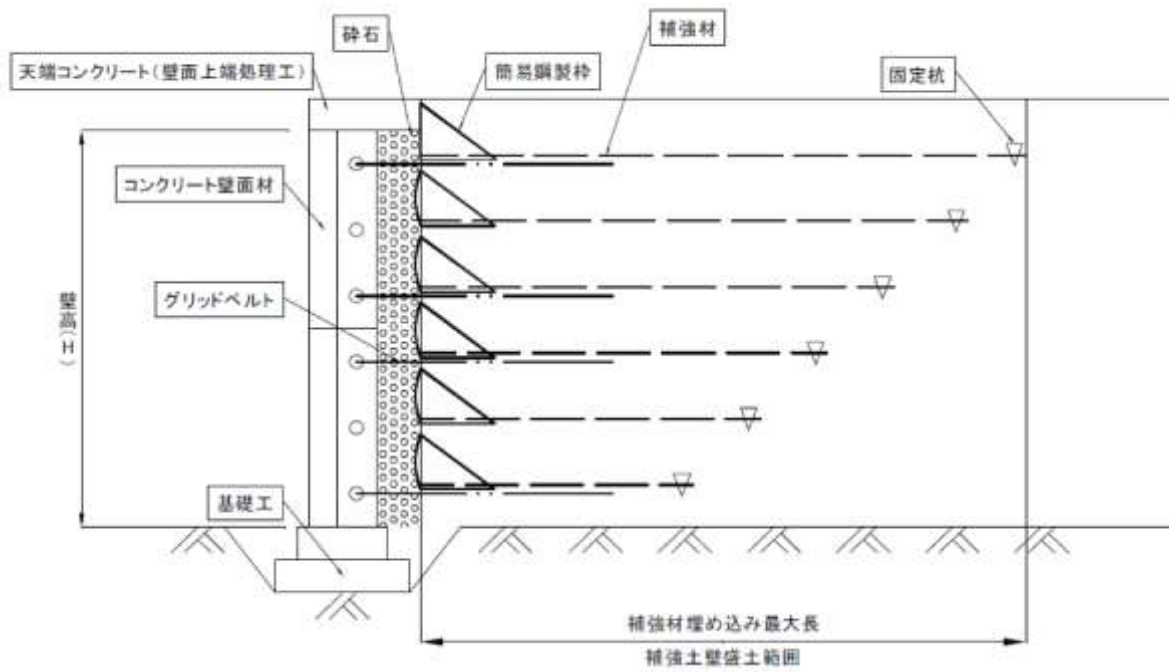 砕石
補強材
天端コンクリート(壁面上端処理工)
簡易鋼製枠
固定杭
コンクリート壁面材
グリッドベルト
壁高(H)
基礎工
補強材埋め込み最大長
補強土壁盛土範囲